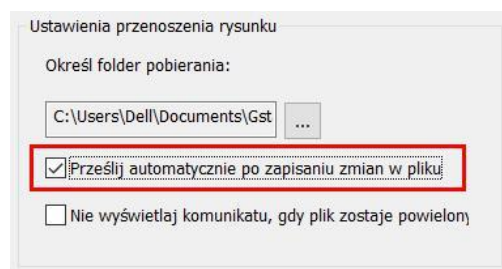 Ustawienia przenoszenia rysunku
Określ folder pobierania:
C:\Users\Dell\Documents\Gst
...
Prześlij automatycznie po zapisaniu zmian w pliku
Nie wyświetlaj komunikatu, gdy plik zostaje powielony